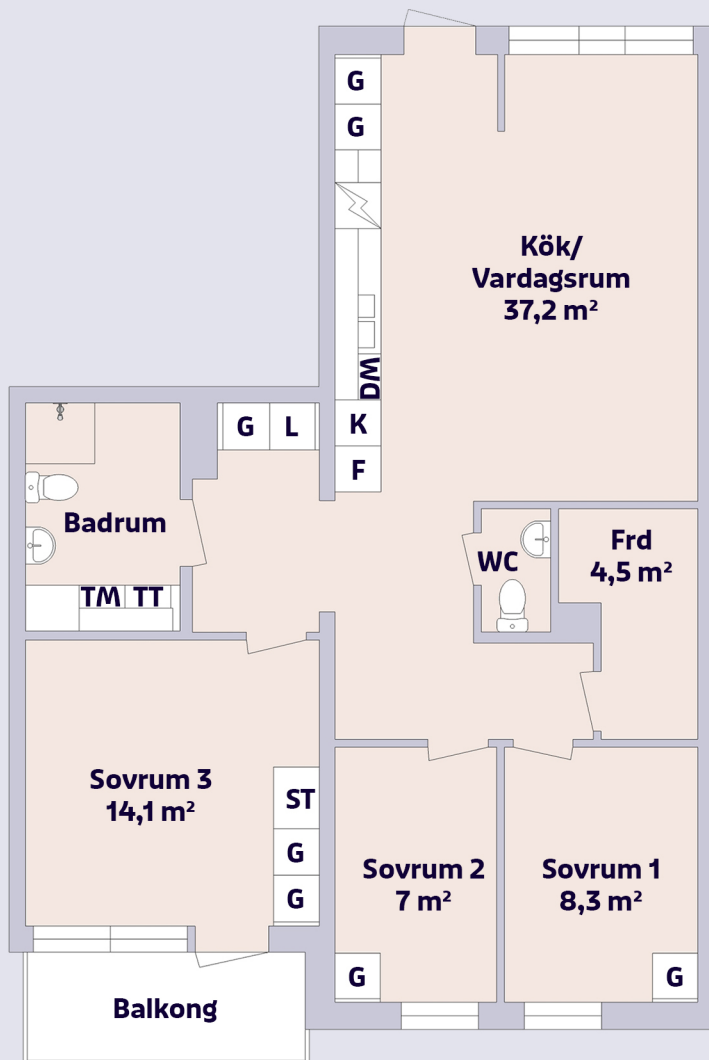 G
G
Kök/
Vardagsrum
37,2 m²
DW
K
F
G L
Badrum
TM TT
WC
Frd
4,5 m²
Sovrum 3
14,1 m²
ST
G
G
Sovrum 2
7 m²
G
Sovrum 1
8,3 m²
G
Balkong